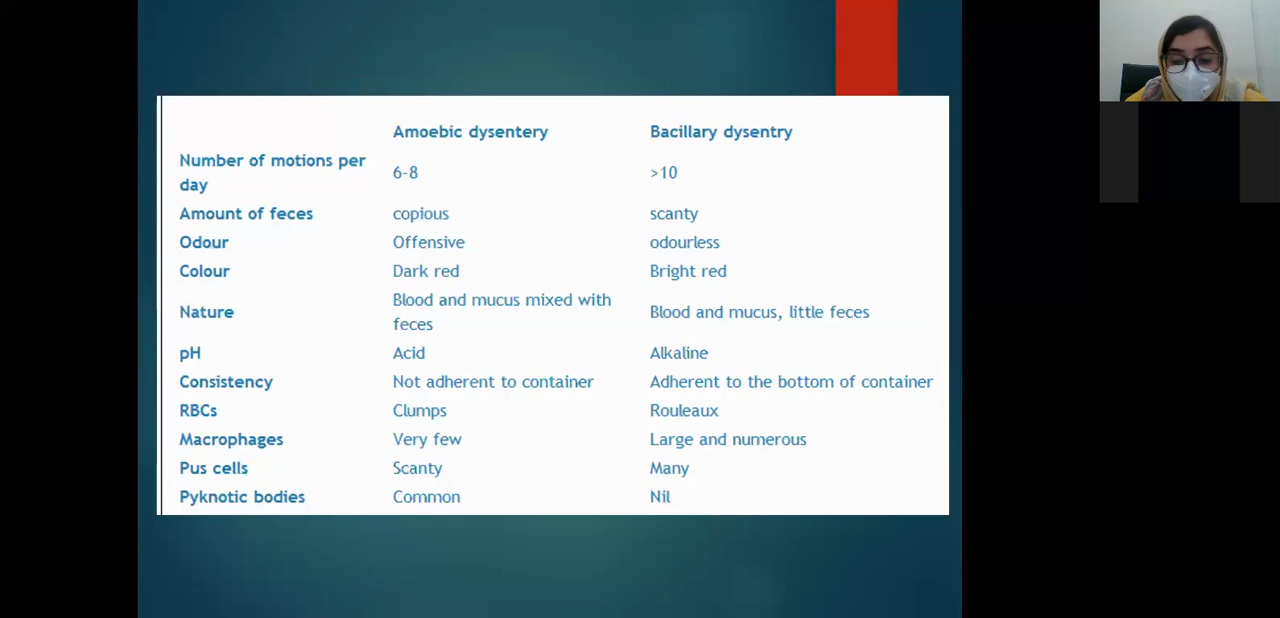 Amoebic dysentery Bacillary dysentry
Number of motions per
day 6-8 >10
Amount of feces copious scanty
Odour Offensive odourless
Colour Dark red Bright red
Nature Blood and mucus mixed with
feces Blood and mucus, little feces
pH Acid Alkaline
Consistency Not adherent to container Adherent to the bottom of container
RBCs Clumps Rouleaux
Macrophages Very few Large and numerous
Pus cells Scanty Many
Pyknotic bodies Common Nil